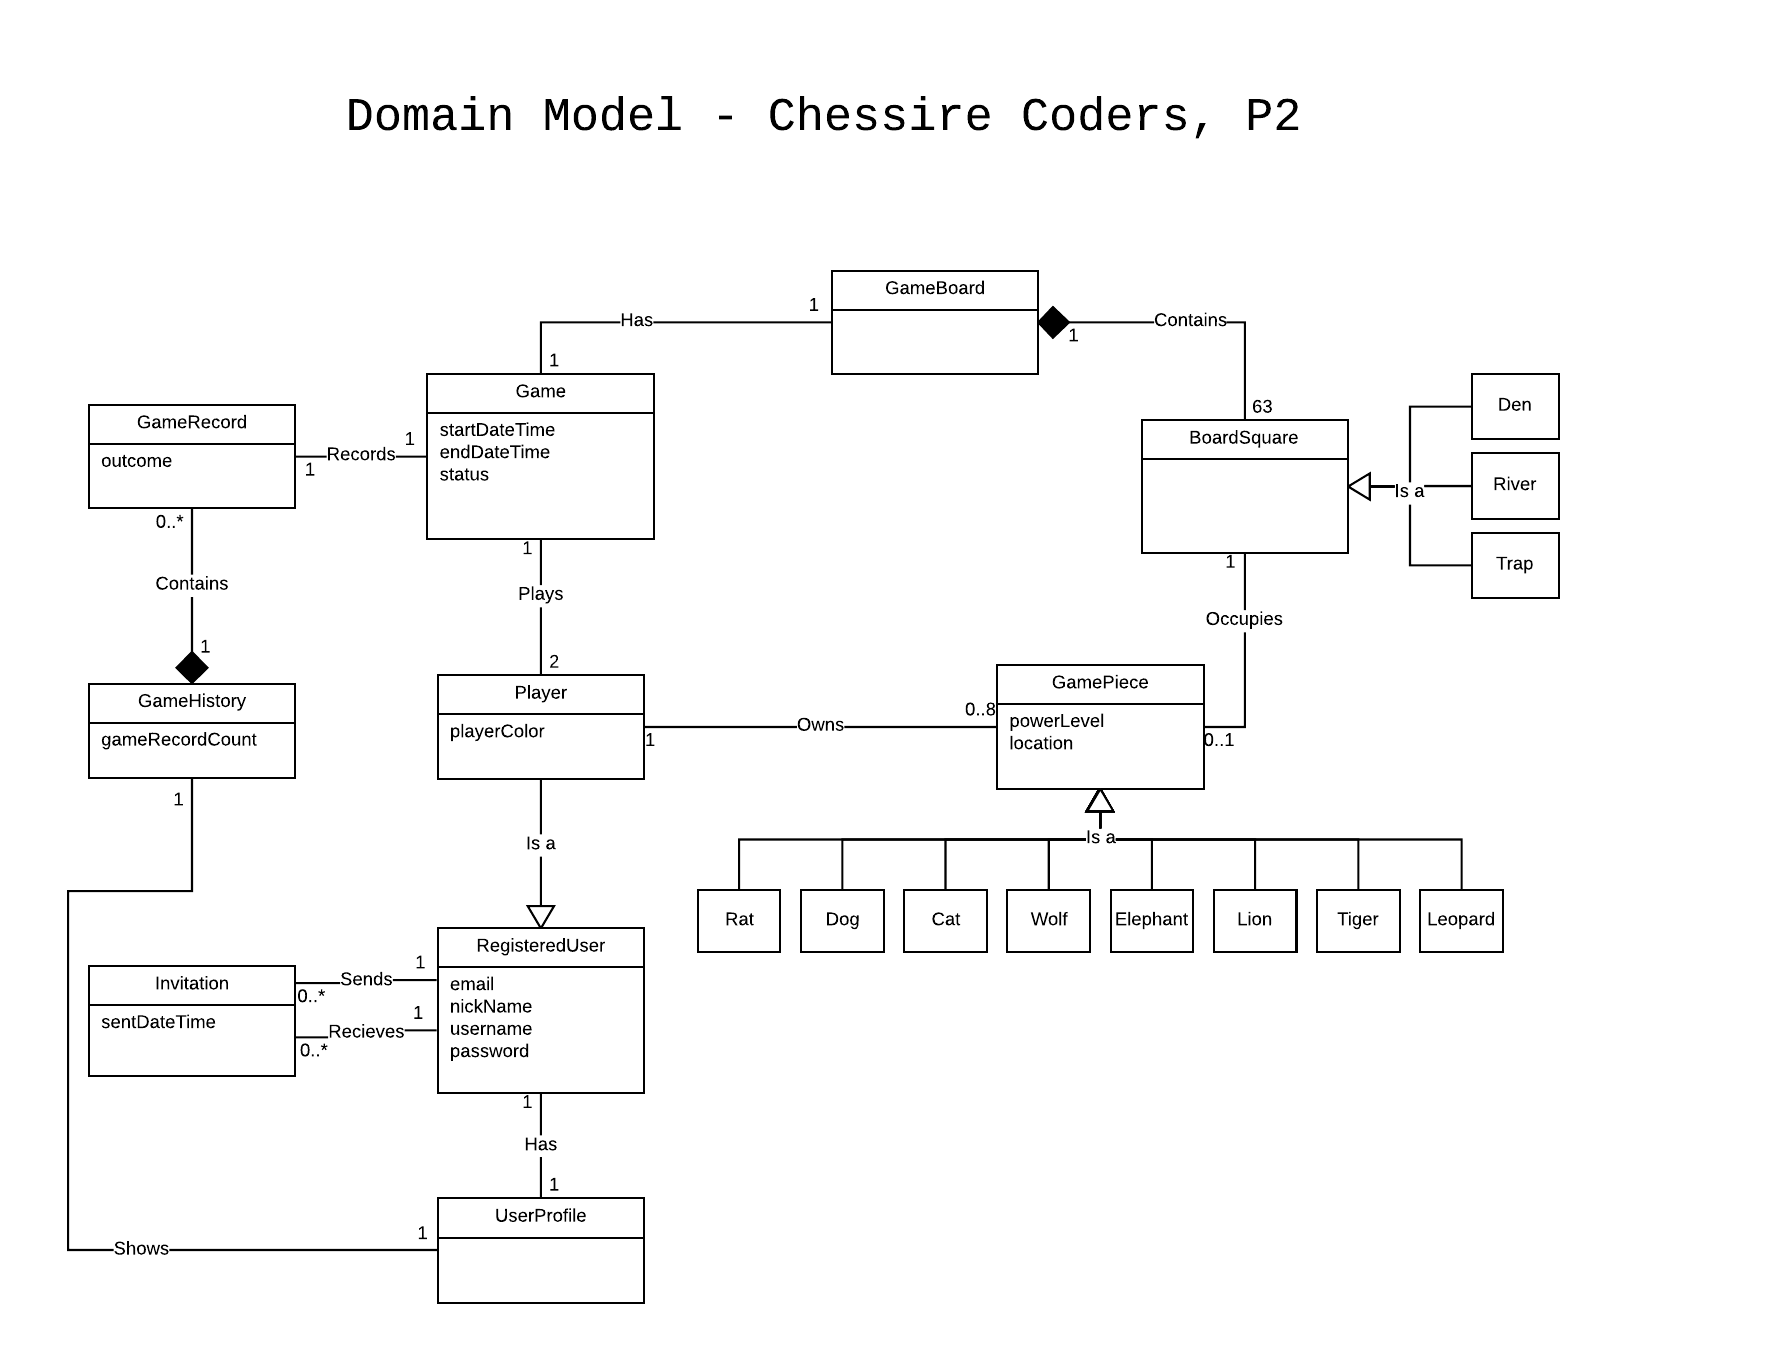 Domain Model - Chessire Coders, P2
GameBoard
1
Has
Contains
1
1
Game
startDateTime
endDateTime
status
63
BoardSquare
Den
River
Trap
Is a
GameRecord
outcome
1
Records
1
0..*
Contains
1
GameHistory
gameRecordCount
1
1
Plays
2
Player
playerColor
1
Owns
0..8
GamePiece
powerLevel
location
0..1
1
Occupies
Is a
Rat
Dog
Cat
Wolf
Elephant
Lion
Tiger
Leopard
Is a
RegisteredUser
email
nickName
username
password
Invitation
sentDateTime
Sends
1
0..*
1
Recieves
0..*
1
Has
1
UserProfile
1
Shows